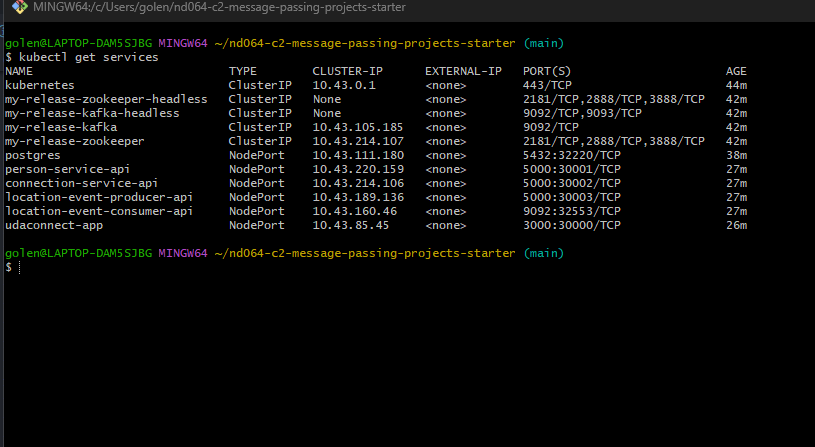 MINGW64:/c/Users/golen/nd064-c2-message-passing-projects-starter
golen@LAPTOP-DAM5SJBG MINGW64 ~/nd064-c2-message-passing-projects-starter (main)
$ kubectl get services
NAME TYPE CLUSTER-IP EXTERNAL-IP PORT(S) AGE
kubernetes ClusterIP 10.43.0.1 <none> 443/TCP 44m
my-release-zookeeper-headless ClusterIP None <none> 2181/TCP,2888/TCP,3888/TCP 42m
my-release-kafka-headless ClusterIP None <none> 9092/TCP,9093/TCP 42m
my-release-kafka ClusterIP 10.43.105.185 <none> 9092/TCP 42m
my-release-zookeeper ClusterIP 10.43.214.107 <none> 2181/TCP,2888/TCP,3888/TCP 42m
postgres NodePort 10.43.111.180 <none> 5432:32220/TCP 38m
person-service-api NodePort 10.43.220.159 <none> 5000:30001/TCP 27m
connection-service-api NodePort 10.43.214.106 <none> 5000:30002/TCP 27m
location-event-producer-api NodePort 10.43.189.136 <none> 5000:30003/TCP 27m
location-event-consumer-api NodePort 10.43.160.46 <none> 9092:32553/TCP 27m
udaconnect-app NodePort 10.43.85.45 <none> 3000:30000/TCP 26m
golen@LAPTOP-DAM5SJBG MINGW64 ~/nd064-c2-message-passing-projects-starter (main)
$